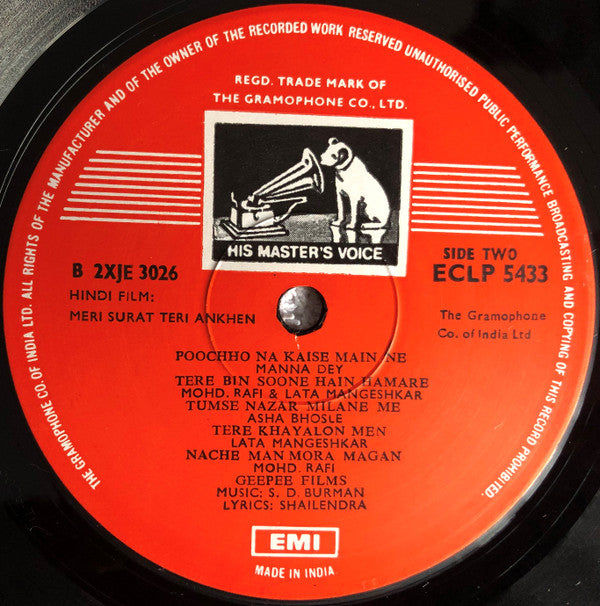 THE GRAMOPHONE CO. OF INDIA LTD. ALL RIGHTS OF THE MANUFACTURER AND OF THE OWNER OF THE RECORDED WORK RESERVED UNAUTHORISED PUBLIC PERFORMANCE BROADCASTING AND COPYING OF THIS RECORD PROHIBITED.
REGD. TRADE MARK OF
THE GRAMOPHONE CO., LTD.
HIS MASTER'S VOICE
B 2XJE 3026
HINDI FILM:
MERI SURAT TERI ANKHEN
SIDE TWO
ECLP 5433
The Gramophone
Co. of India Ltd
POOCHHO NA KAISE MAIN NE
MANNA DEY
TERE BIN SOONE HAIN HAMARE
MOHD. RAFI & LATA MANGESHKAR
TUMSE NAZAR MILANE ME
ASHA BHOSLE
TERE KHAYALON MEN
LATA MANGESHKAR
NACHE MAN MORA MAGAN
MOHD. RAFI
GEEPEE FILMS
MUSIC: S. D. BURMAN
LYRICS: SHAILENDRA
EMI
MADE IN INDIA